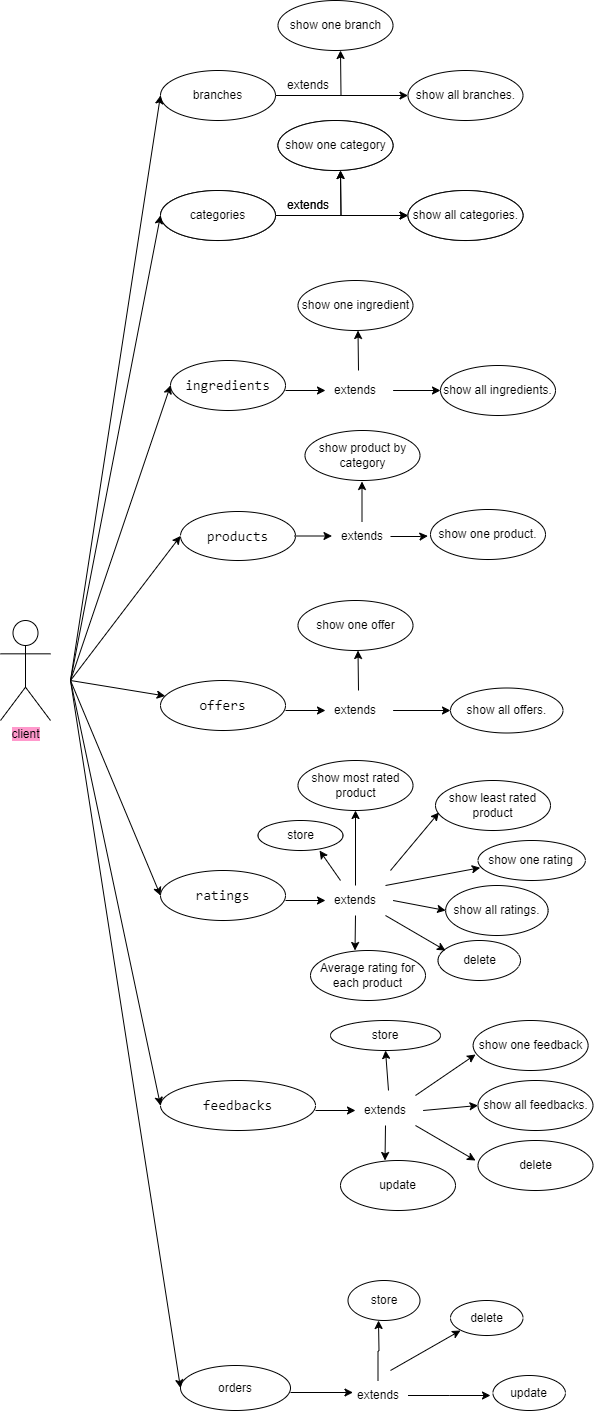 show one branch
extends
branches
show all branches.
show one category
extends
categories
show all categories.
show one ingredient
ingredients
extends
show all ingredients.
show product by
category
products
extends
show one product.
show one offer
offers
extends
show all offers.
client
show most rated
product
show least rated
product
store
show one rating
ratings
extends
show all ratings.
delete
Average rating for
each product
store
show one feedback
feedbacks
extends
show all feedbacks.
delete
update
store
delete
orders
extends
update